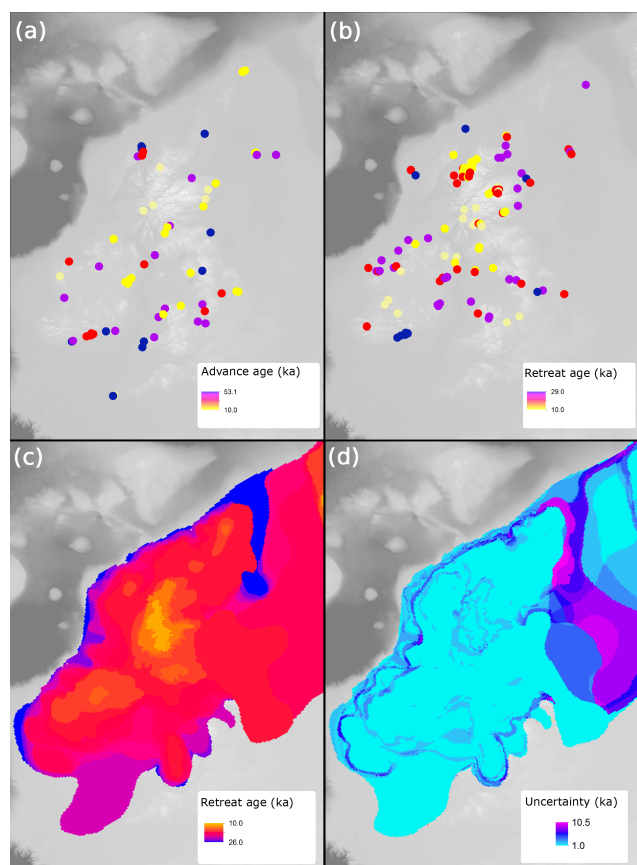 (a)
Advance age (ka)
53.1
10.0
(b)
Retreat age (ka)
29.0
10.0
(c)
Retreat age (ka)
10.0
26.0
(d)
Uncertainty (ka)
10.5
1.0